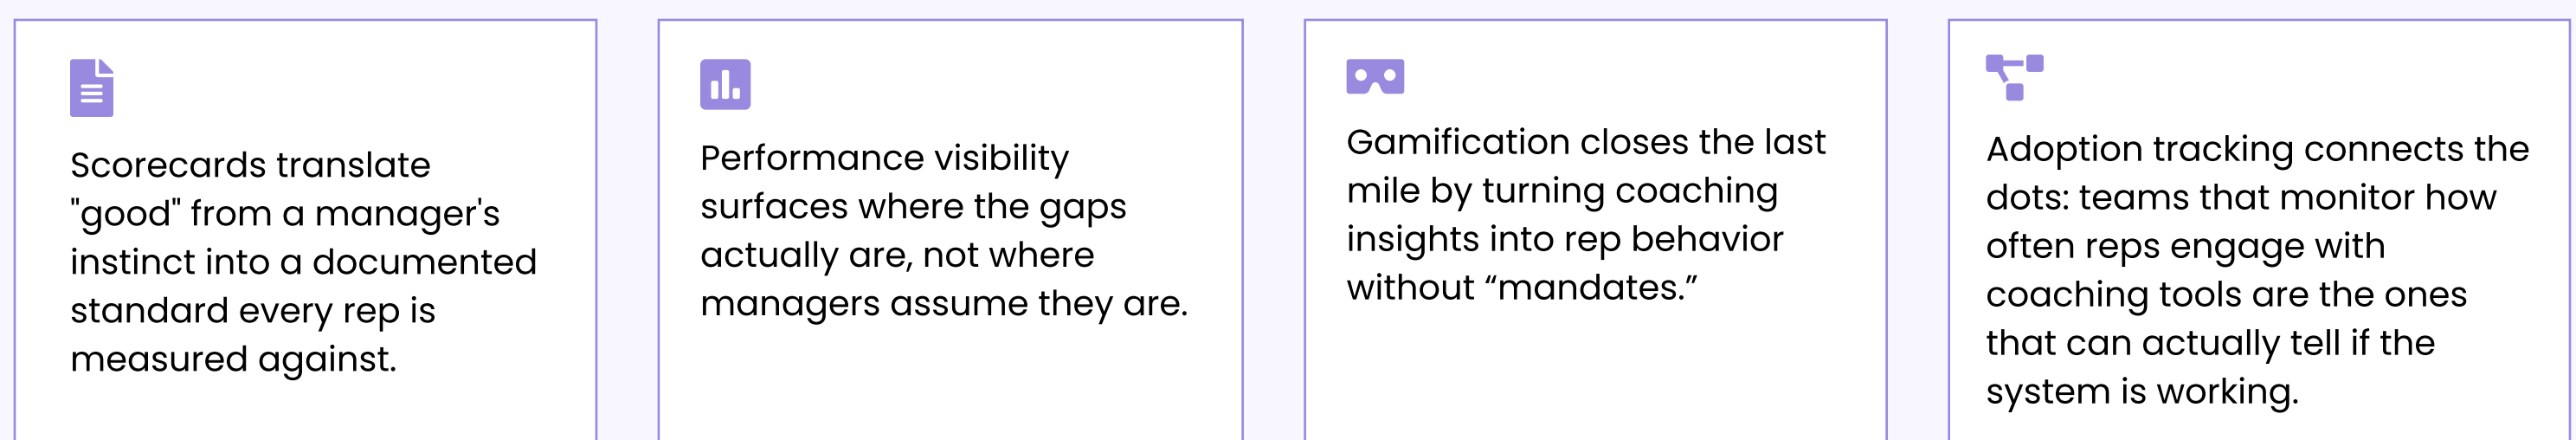 Scorecards translate
"good" from a manager's
instinct into a documented
standard every rep is
measured against.
Performance visibility
surfaces where the gaps
actually are, not where
managers assume they are.
Gamification closes the last
mile by turning coaching
insights into rep behavior
without “mandates.”
Adoption tracking connects the
dots: teams that monitor how
often reps engage with
coaching tools are the ones
that can actually tell if the
system is working.